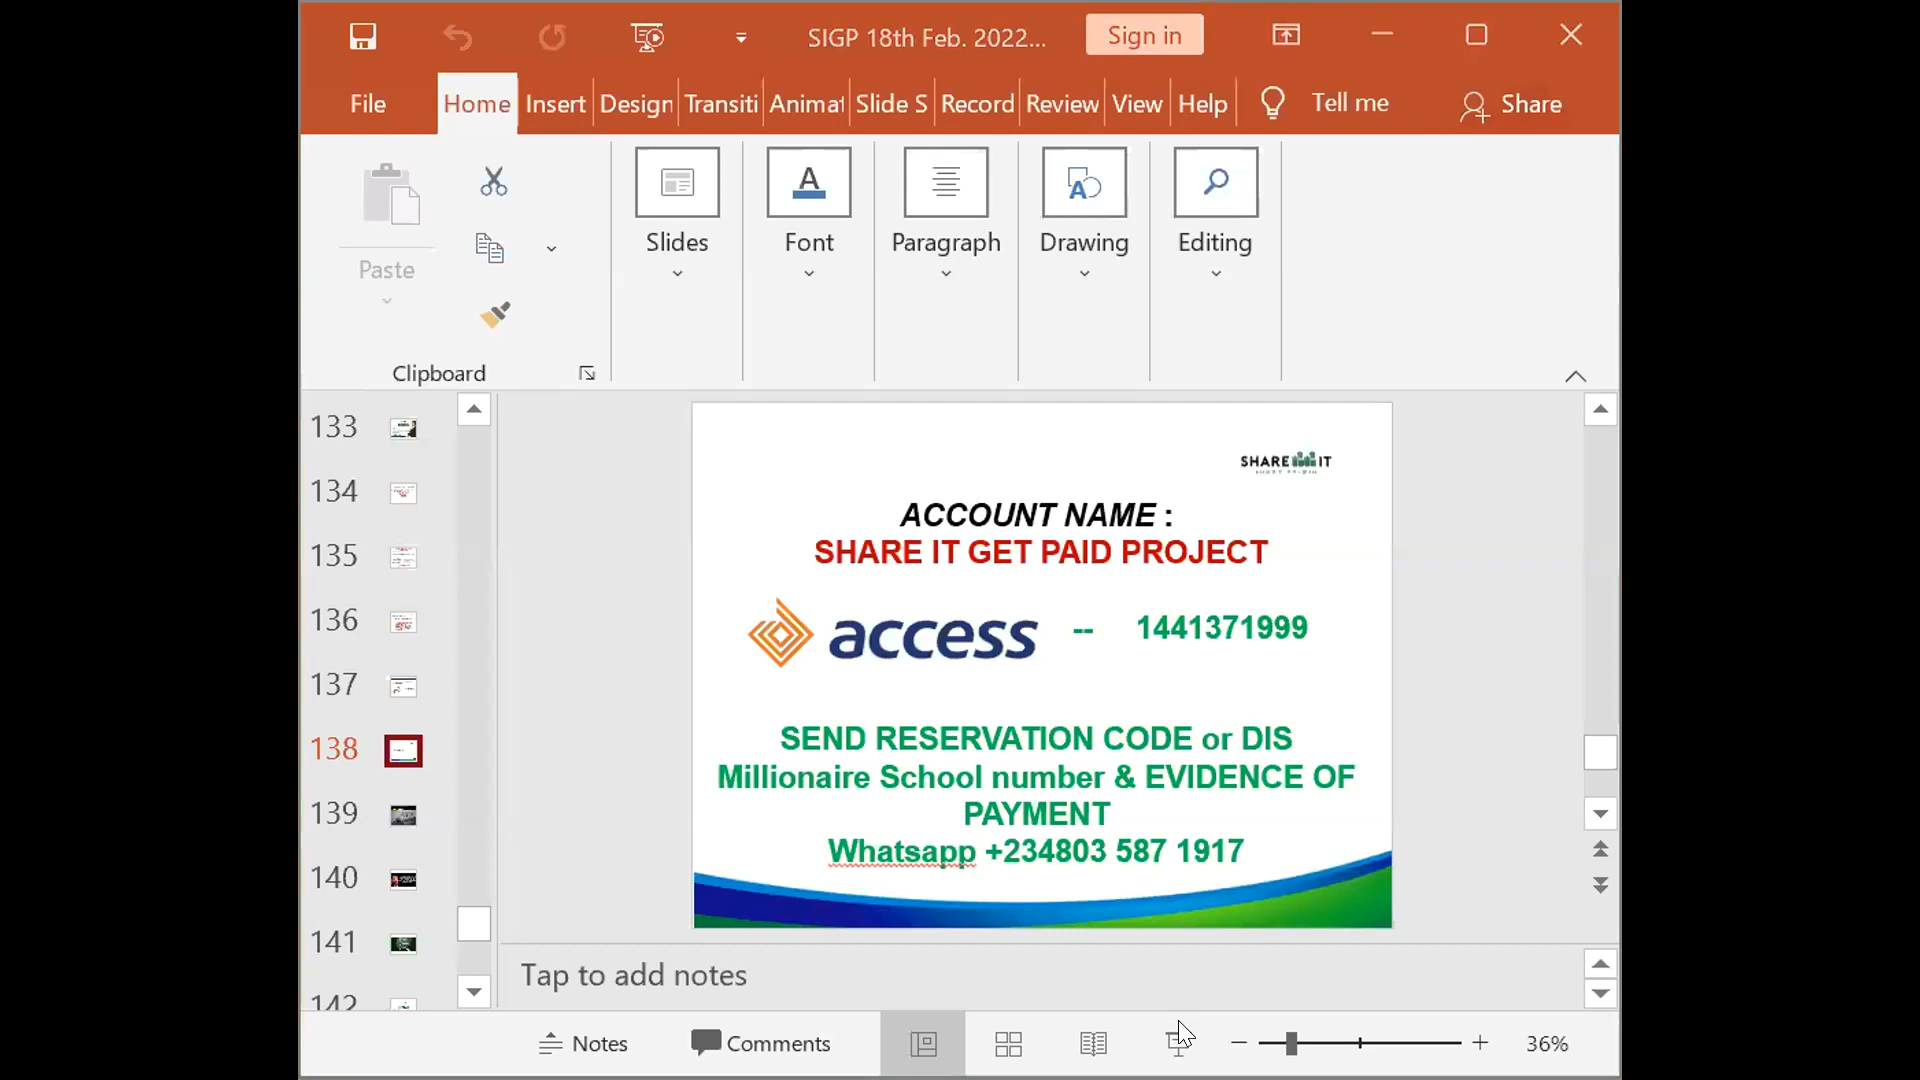 SIGP 18th Feb. 2022...
Sign in
File
Home
Insert
Design
Transiti
Animat
Slide S
Record
Review
View
Help
Tell me
Share
Paste
Clipboard
Slides
Font
Paragraph
Drawing
Editing
133
134
135
136
137
138
139
140
141
142
SHARE IT
ACCOUNT NAME :
SHARE IT GET PAID PROJECT
access -- 1441371999
SEND RESERVATION CODE or DIS
Millionaire School number & EVIDENCE OF
PAYMENT
Whatsapp +234803 587 1917
Tap to add notes
Notes
Comments
36%